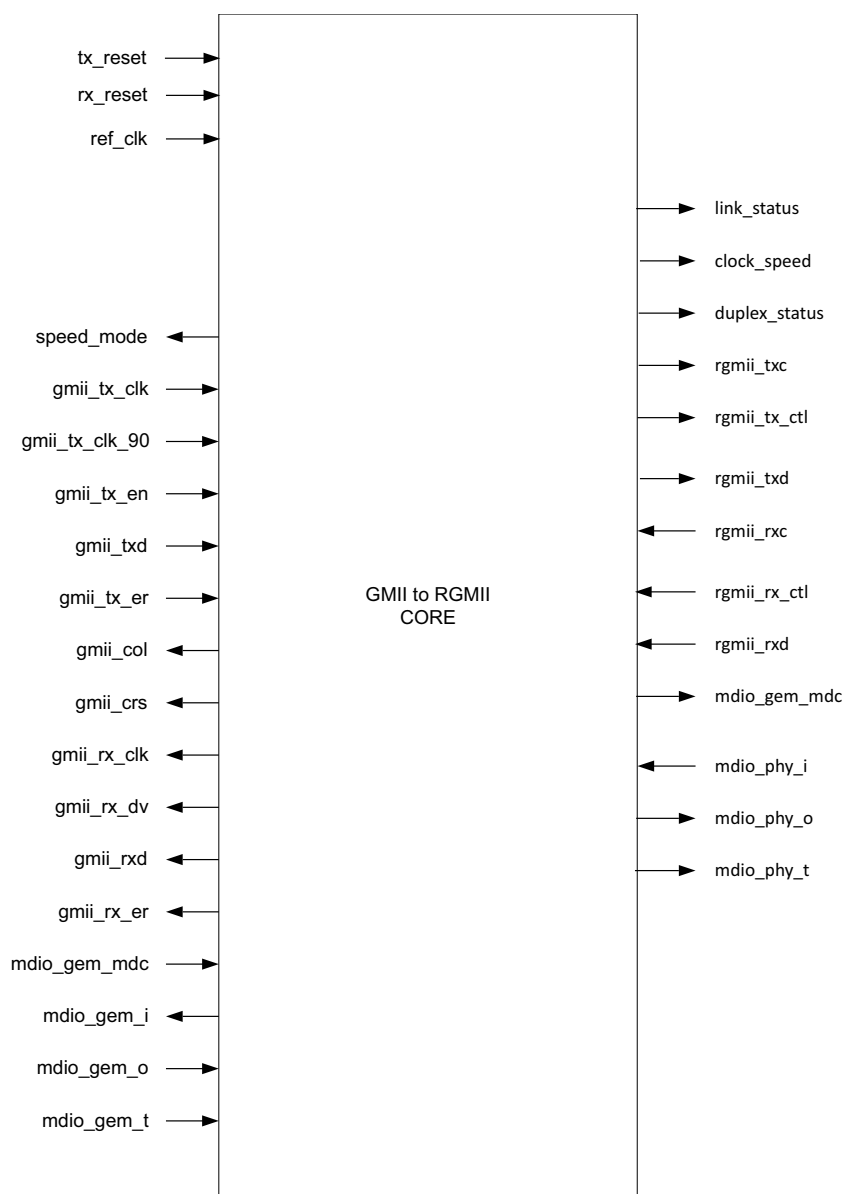 tx_reset
rx_reset
ref_clk
speed_mode
gmii_tx_clk
gmii_tx_clk_90
gmii_tx_en
gmii_txd
gmii_tx_er
gmii_col
gmii_crs
gmii_rx_clk
gmii_rx_dv
gmii_rxd
gmii_rx_er
mdio_gem_mdc
mdio_gem_i
mdio_gem_o
mdio_gem_t
GMII to RGMII
CORE
link_status
clock_speed
duplex_status
rgmii_txc
rgmii_tx_ctl
rgmii_txd
rgmii_rxc
rgmii_rx_ctl
rgmii_rxd
mdio_gem_mdc
mdio_phy_i
mdio_phy_o
mdio_phy_t